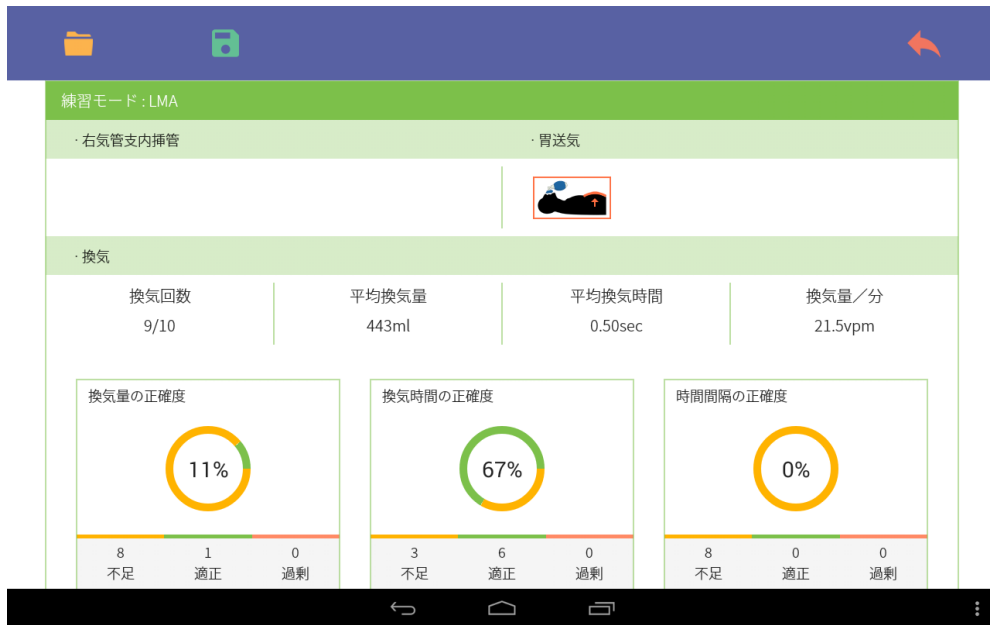 練習モード : LMA
· 右気管支内挿管
· 胃送気
· 換気
換気回数
9/10
平均換気量
443ml
平均換気時間
0.50sec
換気量／分
21.5vpm
換気量の正確度
11%
8
不足
1
適正
0
過剰
換気時間の正確度
67%
3
不足
6
適正
0
過剰
時間間隔の正確度
0%
8
不足
0
適正
0
過剰